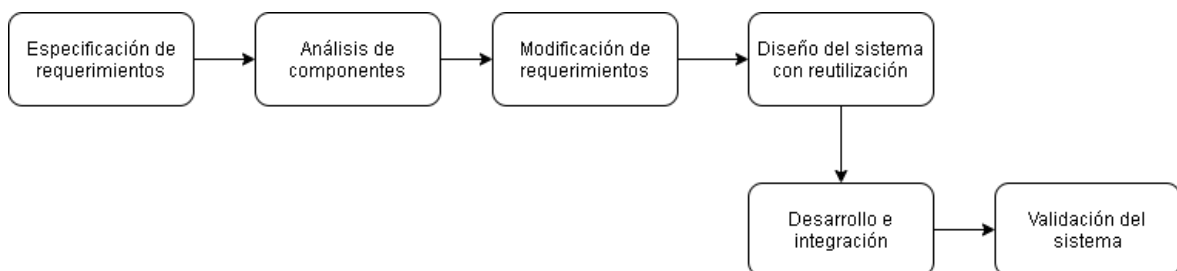 Especificación de
requerimientos
Análisis de
componentes
Modificación de
requerimientos
Diseño del sistema
con reutilización
Desarrollo e
integración
Validación del
sistema